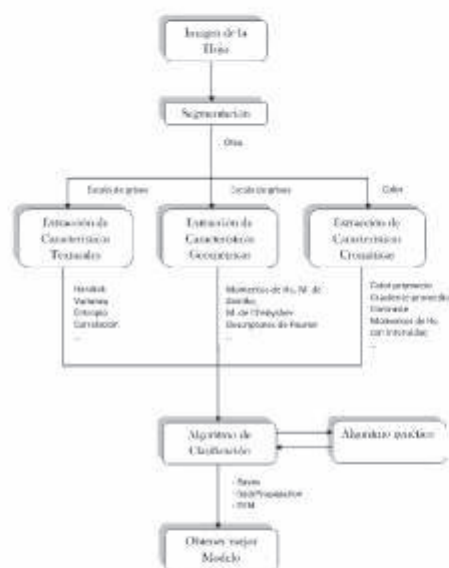 Imagen de la
Hoja
Segmentación
Otsu
Escala de grises
Escala de grises
Color
Extracción de
Características
Texturales
Extracción de
Características
Geométricas
Extracción de
Características
Cromáticas
Haralick
Varianza
Entropía
Correlación
...
Momentos de Hu, M. de
Zernike
M. de Chebyshev
Descriptores de Fourier
...
Color promedio
Gradiente promedio
Contraste
Momentos de Hu
con intensidad
...
Algoritmo de
Clasificación
Algoritmo genético
- Bayes
- BackPropagation
- SVM
Obtener mejor
Modelo